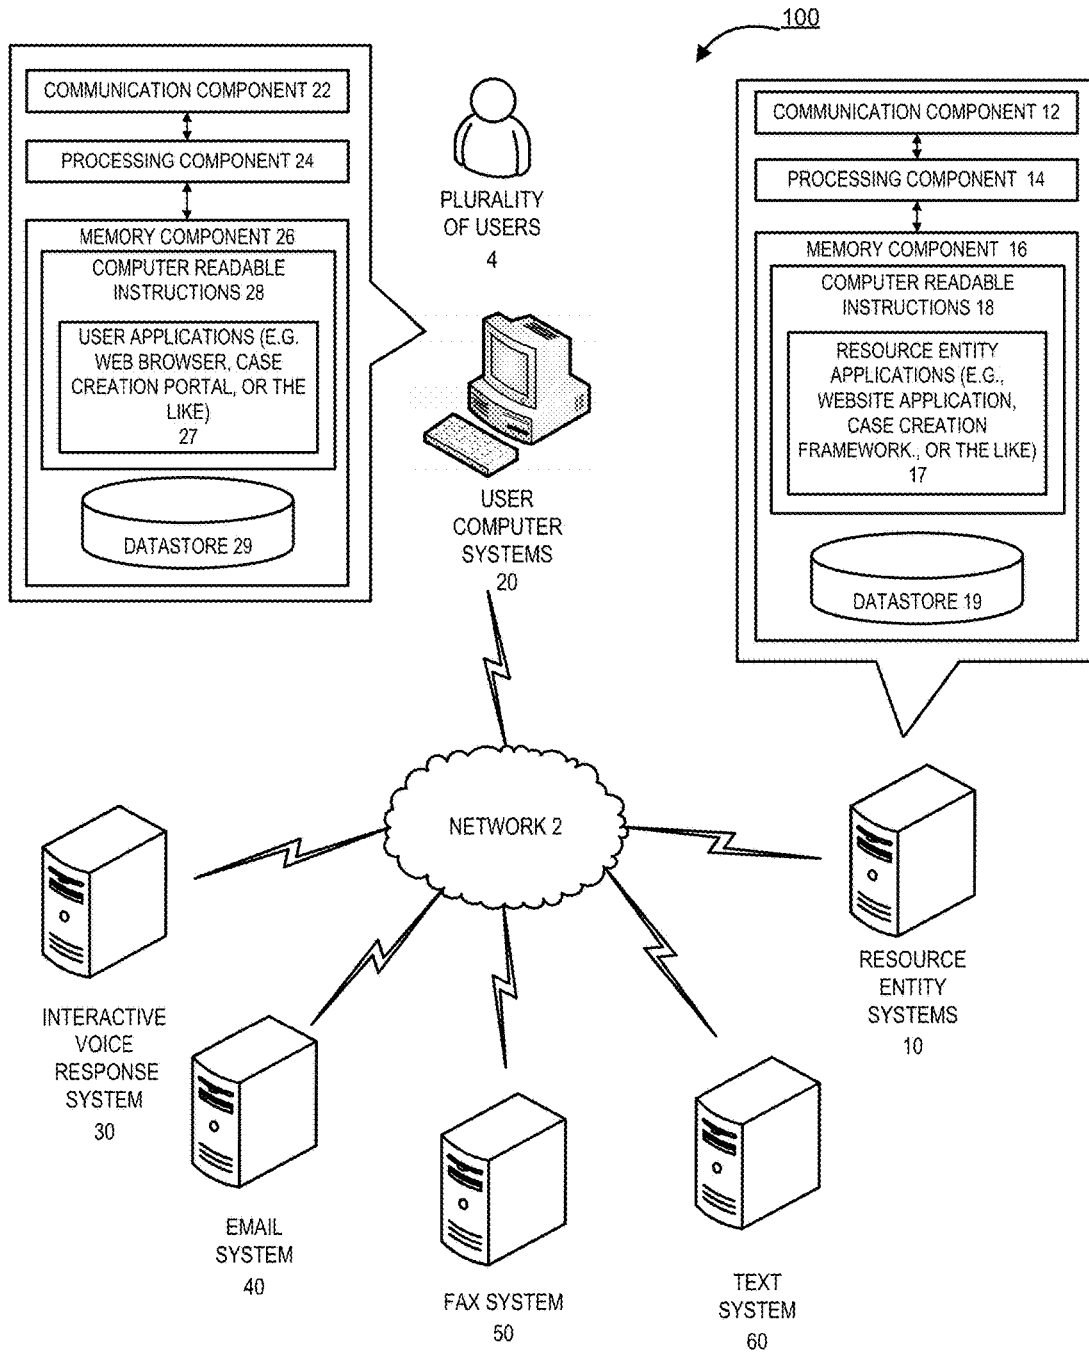 100
COMMUNICATION COMPONENT 22
PROCESSING COMPONENT 24
MEMORY COMPONENT 26
COMPUTER READABLE
INSTRUCTIONS 28
USER APPLICATIONS (E.G.
WEB BROWSER, CASE
CREATION PORTAL, OR THE
LIKE)
27
DATASTORE 29
PLURALITY
OF USERS
4
USER
COMPUTER
SYSTEMS
20
COMMUNICATION COMPONENT 12
PROCESSING COMPONENT 14
MEMORY COMPONENT 16
COMPUTER READABLE
INSTRUCTIONS 18
RESOURCE ENTITY
APPLICATIONS (E.G.,
WEBSITE APPLICATION,
CASE CREATION
FRAMEWORK., OR THE LIKE)
17
DATASTORE 19
NETWORK 2
INTERACTIVE
VOICE
RESPONSE
SYSTEM
30
EMAIL
SYSTEM
40
FAX SYSTEM
50
TEXT
SYSTEM
60
RESOURCE
ENTITY
SYSTEMS
10